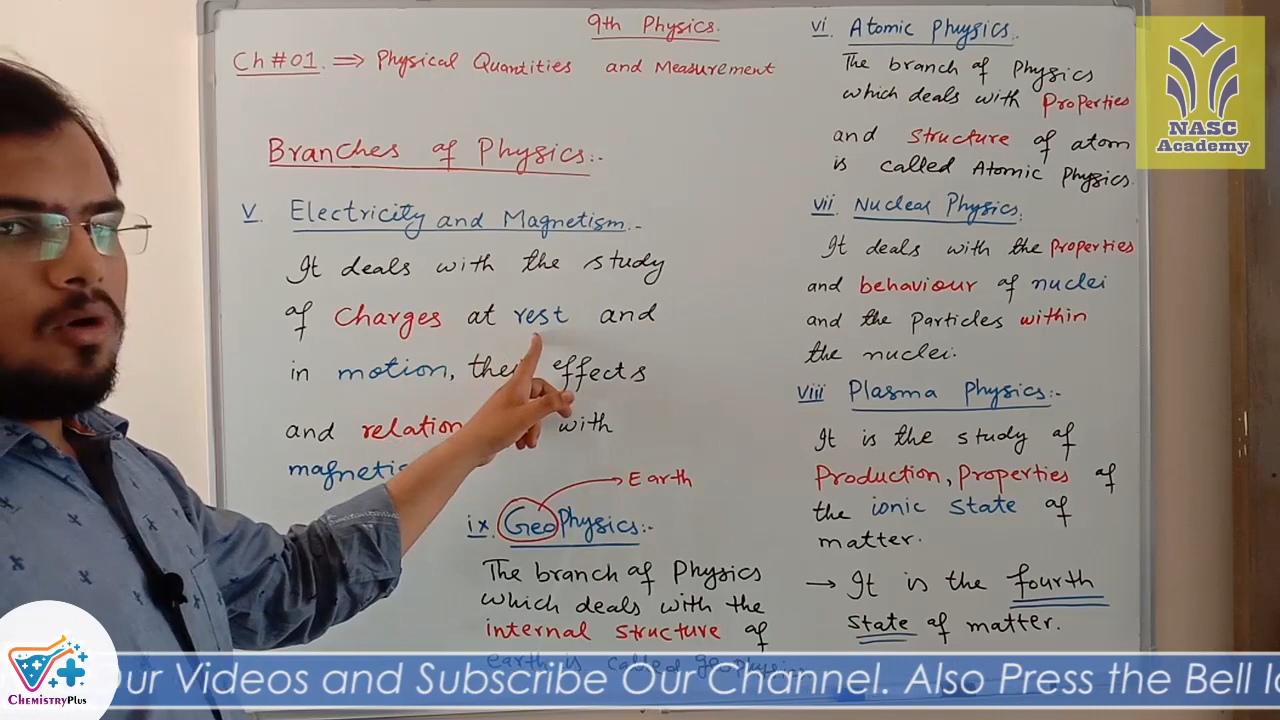 9th Physics.
Ch # 01. ⇒ Physical Quantities and Measurement
Branches of Physics:-
v. Electricity and Magnetism.-
It deals with the study
of Charges at rest and
in motion, their effects
and relation with
magnetis
ix. GeoPhysics:-
→ Earth
The branch of Physics
which deals with the
internal structure of
earth is called geophysics
vi. Atomic Physics.
The branch of Physics
which deals with Properties
and structure of atom
is called Atomic Physics.
vii. Nuclear Physics.
It deals with the Properties
and behaviour of nuclei
and the Particles within
the nuclei.
viii Plasma Physics:-
It is the study of
Production, Properties of
the ionic state of
matter.
→ It is the fourth
state of matter.
NASC
Academy
ChemistryPlus
our Videos and Subscribe Our Channel. Also Press the Bell